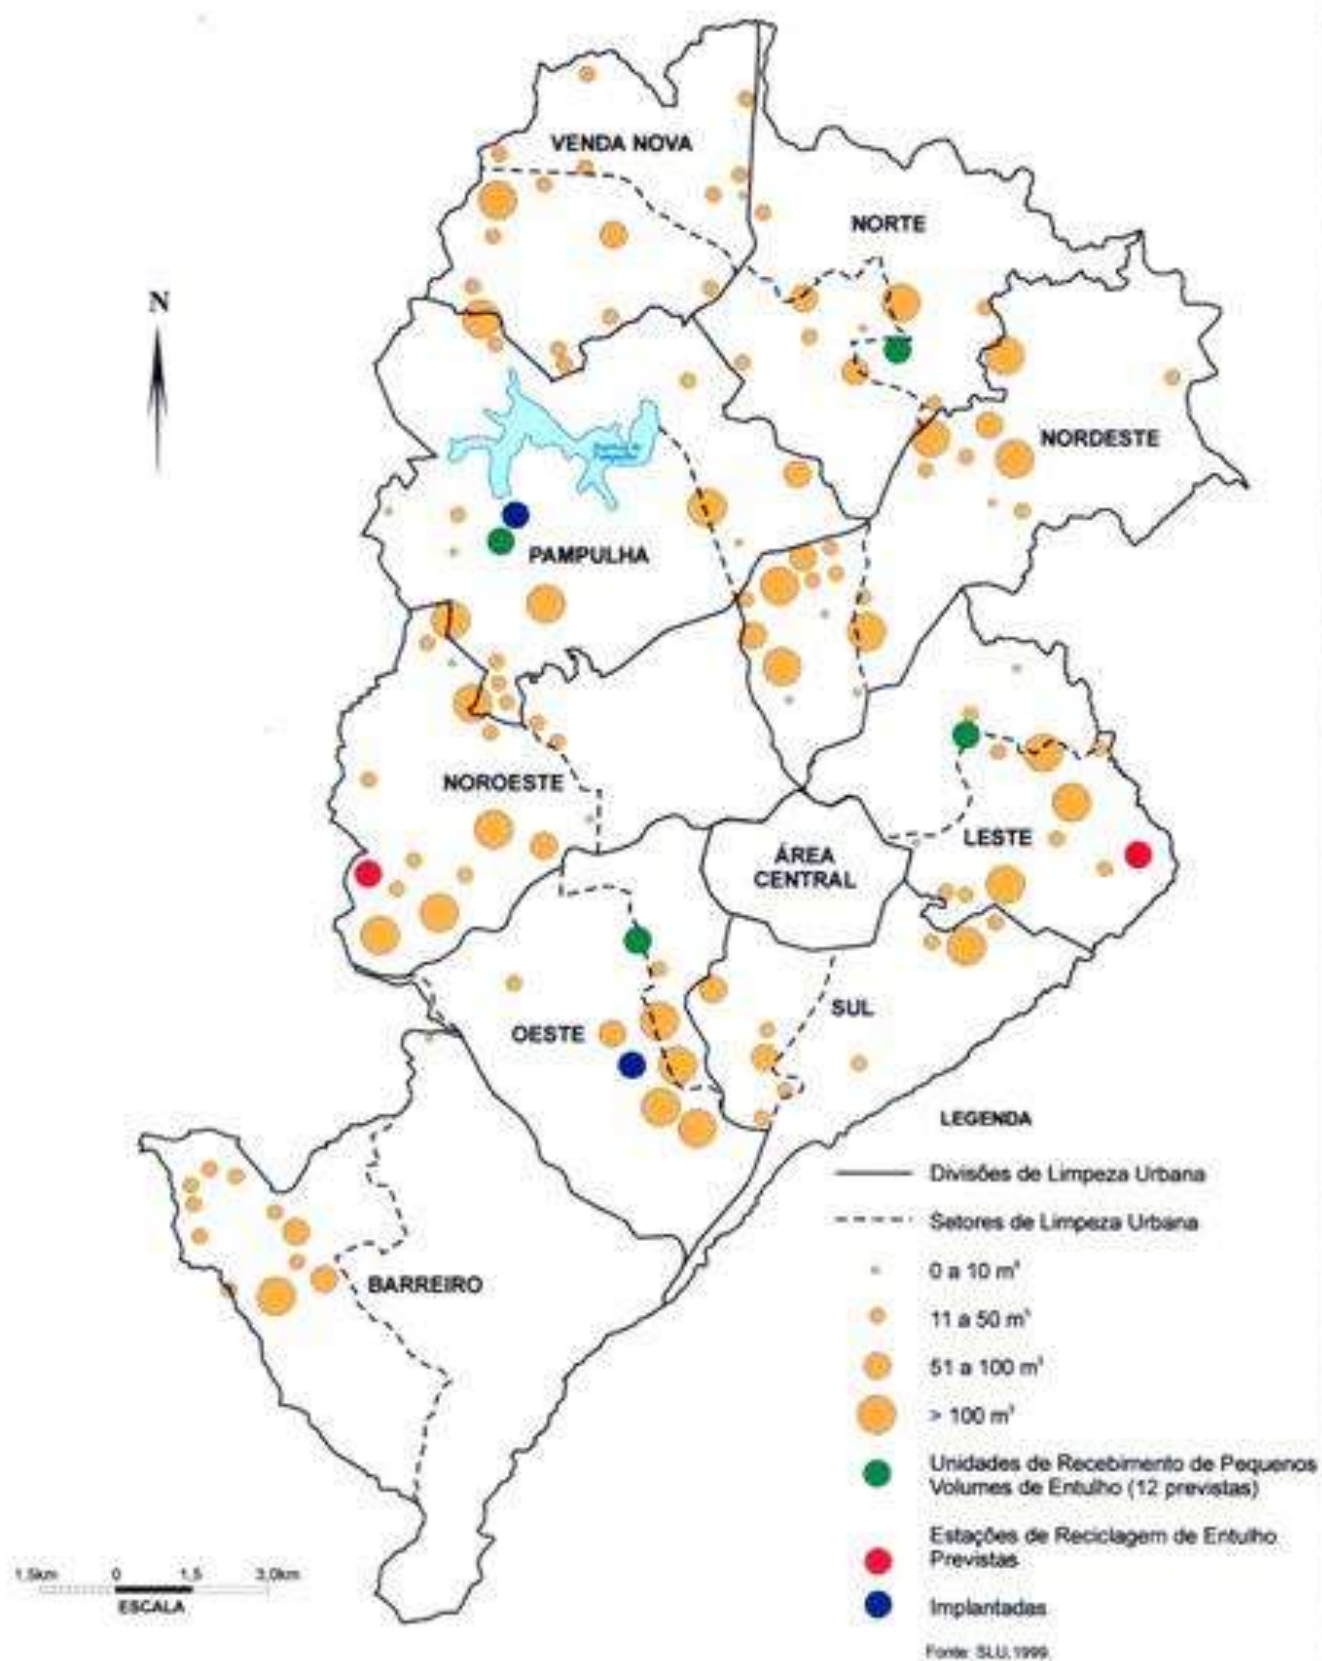 VENDA NOVA
NORTE
N
NORDESTE
PAMPULHA
NOROESTE
LESTE
ÁREA
CENTRAL
SUL
OESTE
LEGENDA
Divisões de Limpeza Urbana
Setores de Limpeza Urbana
0 a 10 m³
BARREIRO
11 a 50 m³
51 a 100 m³
> 100 m³
Unidades de Recebimento de Pequenos
Volumes de Entulho (12 previstas)
Estações de Reciclagem de Entulho
Previstas
1,5km 0 1,5 3,0km
ESCALA
Implantadas
Fonte: SLU, 1999.